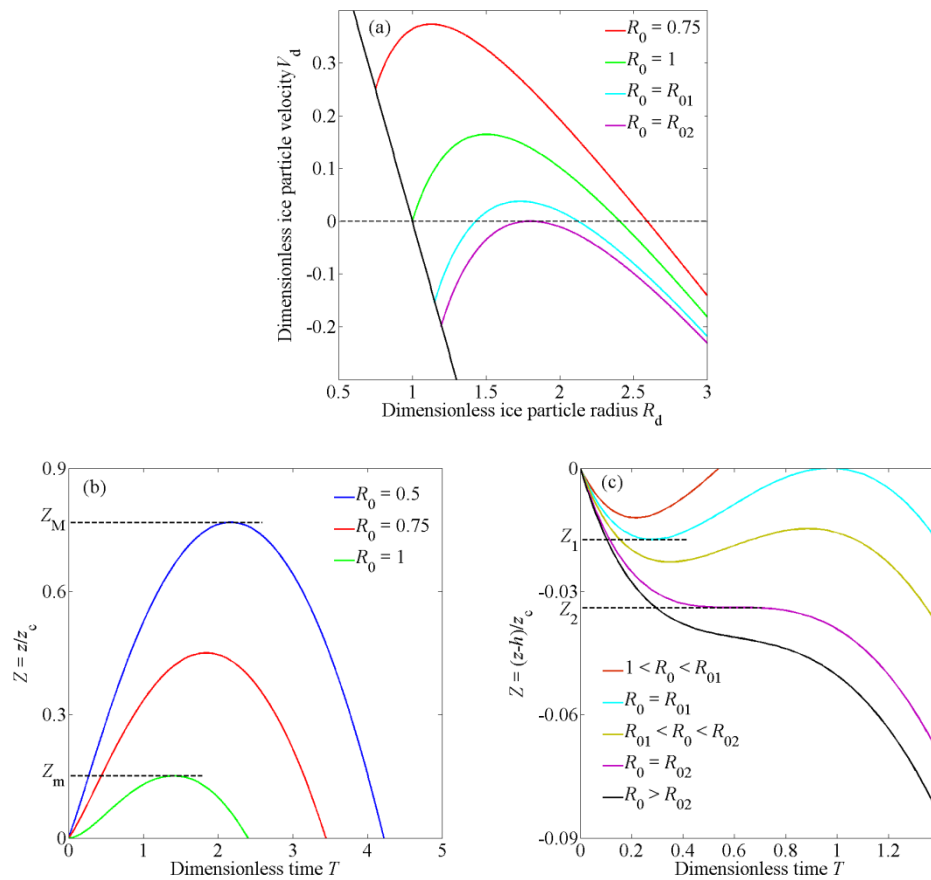 (a)
R0 = 0.75
R0 = 1
R0 = R01
R0 = R02
Dimensionless ice particle velocity Vd
0.3
0.2
0.1
0
-0.1
-0.2
0.5 1 1.5 2 2.5 3
Dimensionless ice particle radius Rd
(b)
R0 = 0.5
R0 = 0.75
R0 = 1
Z = z/zc
0.9
ZM
0.6
0.3
Zm
0
0 1 2 3 4 5
Dimensionless time T
(c)
Z = (z-h)/zc
0
Z1
-0.03
Z2
-0.06
-0.09
1 < R0 < R01
R0 = R01
R01 < R0 < R02
R0 = R02
R0 > R02
0 0.2 0.4 0.6 0.8 1 1.2
Dimensionless time T